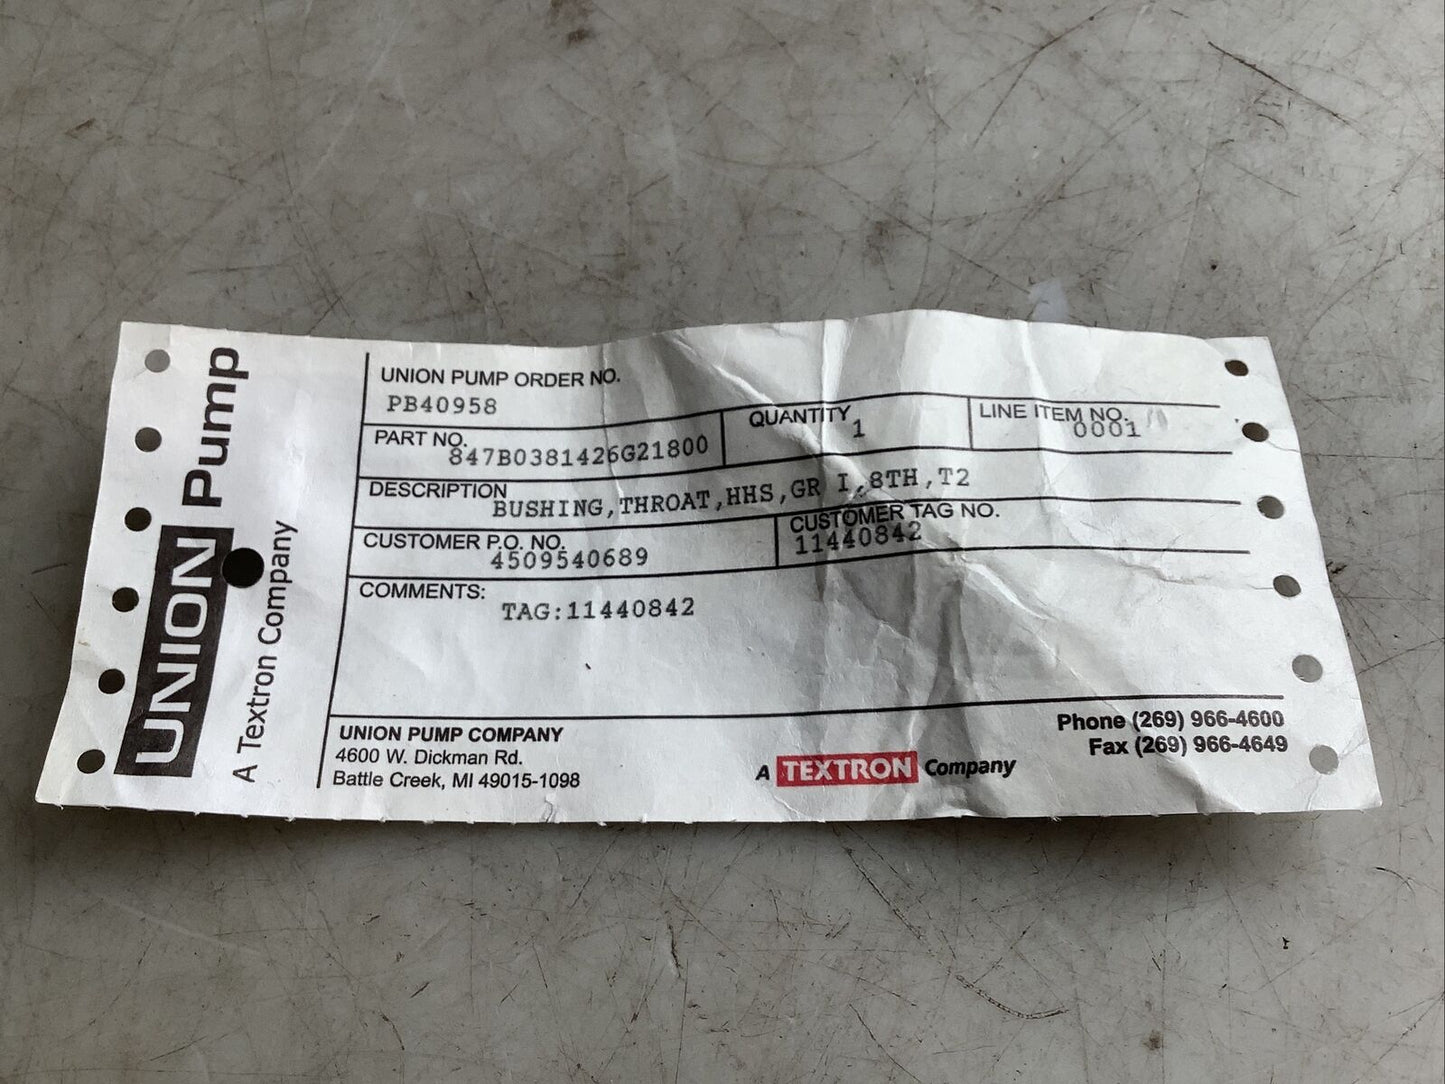 UNION Pump
A Textron Company
UNION PUMP ORDER NO.
PB40958
PART NO.
847B0381426G21800
QUANTITY
1
LINE ITEM NO.
0001
DESCRIPTION
BUSHING,THROAT,HHS,GR I,8TH,T2
CUSTOMER P.O. NO.
4509540689
CUSTOMER TAG NO.
11440842
COMMENTS:
TAG:11440842
UNION PUMP COMPANY
4600 W. Dickman Rd.
Battle Creek, MI 49015-1098
A TEXTRON Company
Phone (269) 966-4600
Fax (269) 966-4649